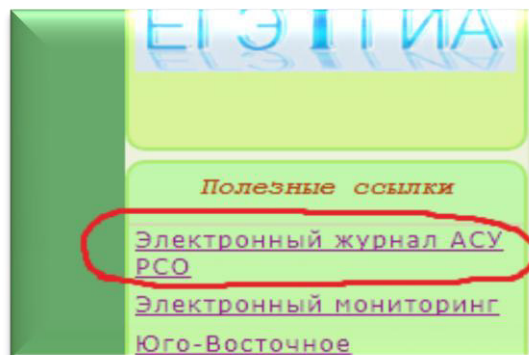 ЕГЭ ГИА
Полезные ссылки
Электронный журнал АСУ
РСО
Электронный мониторинг
Юго-Восточное